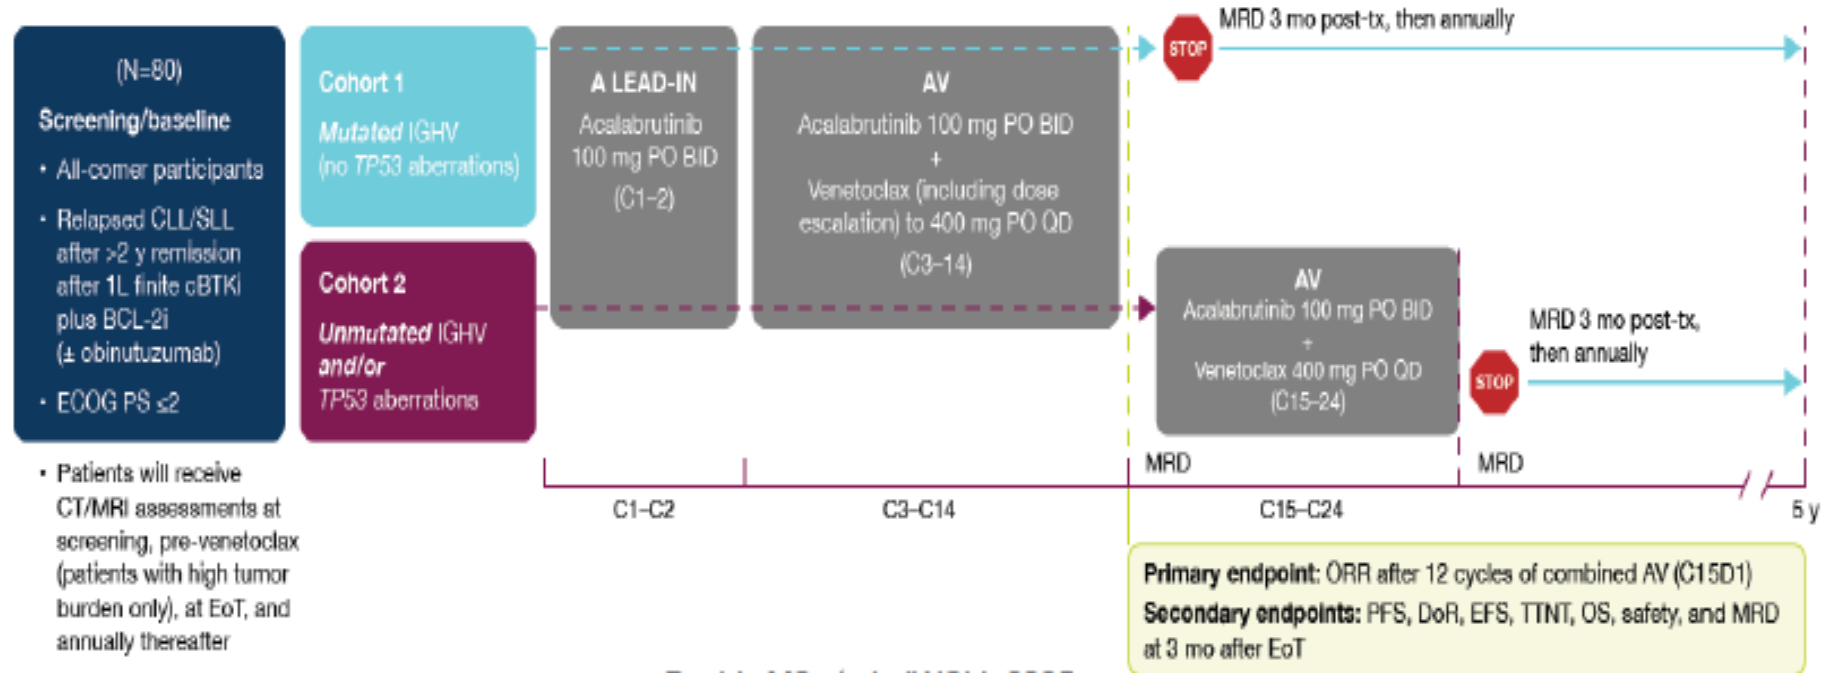 (N=80)
Screening/baseline
• All-comer participants
• Relapsed CLL/SLL
after >2 y remission
after 1L finite cBTKi
plus BCL-2i
(± obinutuzumab)
• ECOG PS ≤2
• Patients will receive
CT/MRI assessments at
screening, pre-venetoclax
(patients with high tumor
burden only), at EoT, and
annually thereafter
Cohort 1
Mutated IGHV
(no TP53 aberrations)
Cohort 2
Unmutated IGHV
and/or
TP53 aberrations
A LEAD-IN
Acalabrutinib
100 mg PO BID
(C1–2)
AV
Acalabrutinib 100 mg PO BID
+
Venetoclax (including dose
escalation) to 400 mg PO QD
(C3–14)
STOP
MRD 3 mo post-tx, then annually
AV
Acalabrutinib 100 mg PO BID
+
Venetoclax 400 mg PO QD
(C15–24)
STOP
MRD 3 mo post-tx,
then annually
MRD
MRD
C1–C2
C3–C14
C15–C24
5 y
Primary endpoint: ORR after 12 cycles of combined AV (C15D1)
Secondary endpoints: PFS, DoR, EFS, TTNT, OS, safety, and MRD
at 3 mo after EoT